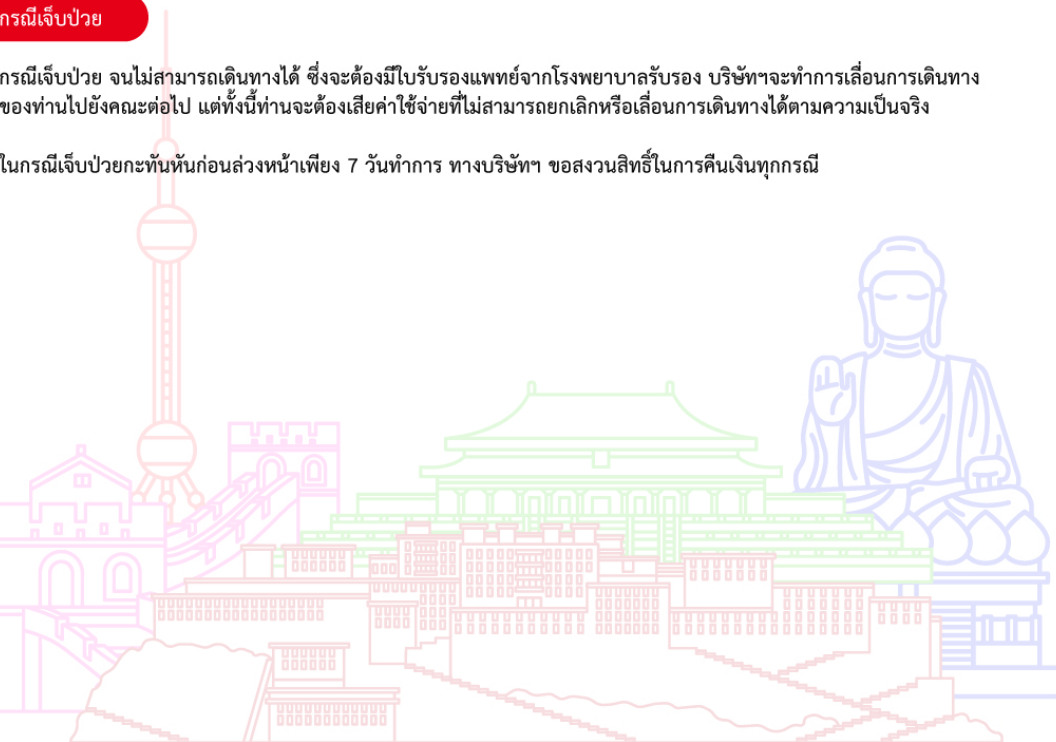 กรณีเจ็บป่วย
กรณีเจ็บป่วย จนไม่สามารถเดินทางได้ ซึ่งจะต้องมีใบรับรองแพทย์จากโรงพยาบาลรับรอง บริษัทฯจะทำการเลื่อนการเดินทาง
ของท่านไปยังคณะต่อไป แต่ทั้งนี้ท่านจะต้องเสียค่าใช้จ่ายที่ไม่สามารถยกเลิกหรือเลื่อนการเดินทางได้ตามความเป็นจริง
ในกรณีเจ็บป่วยกะทันหันก่อนล่วงหน้าเพียง 7 วันทำการ ทางบริษัทฯ ขอสงวนสิทธิ์ในการคืนเงินทุกกรณี